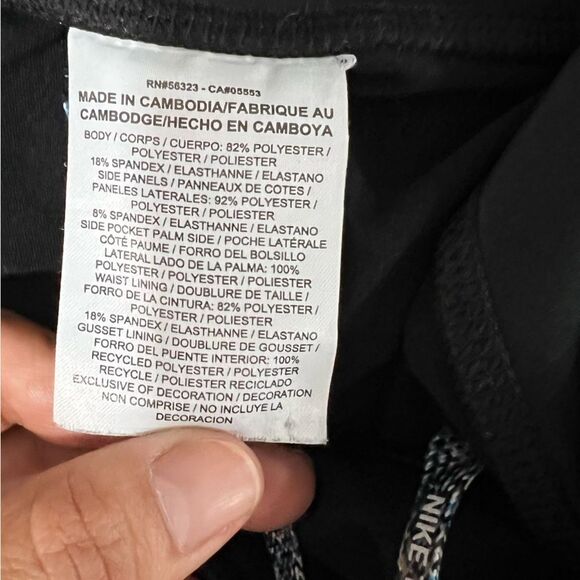 RN#56323 - CA#05553
MADE IN CAMBODIA/FABRIQUE AU
CAMBODGE/HECHO EN CAMBOYA
BODY / CORPS / CUERPO: 82% POLYESTER /
POLYESTER / POLIESTER
18% SPANDEX / ELASTHANNE / ELASTANO
SIDE PANELS / PANNEAUX DE COTES /
PANELES LATERALES: 92% POLYESTER /
POLYESTER / POLIESTER
8% SPANDEX / ELASTHANNE / ELASTANO
SIDE POCKET PALM SIDE / POCHE LATÉRALE
CÔTÉ PAUME / FORRO DEL BOLSILLO
LATERAL LADO DE LA PALMA: 100%
POLYESTER / POLYESTER / POLIESTER
WAIST LINING / DOUBLURE DE TAILLE /
FORRO DE LA CINTURA: 82% POLYESTER /
POLYESTER / POLIESTER
18% SPANDEX / ELASTHANNE / ELASTANO
GUSSET LINING / DOUBLURE DE GOUSSET /
FORRO DEL PUENTE INTERIOR: 100%
RECYCLED POLYESTER / POLYESTER
RECYCLE / POLIESTER RECICLADO
EXCLUSIVE OF DECORATION / DECORATION
NON COMPRISE / NO INCLUYE LA
DECORACION
NIKE